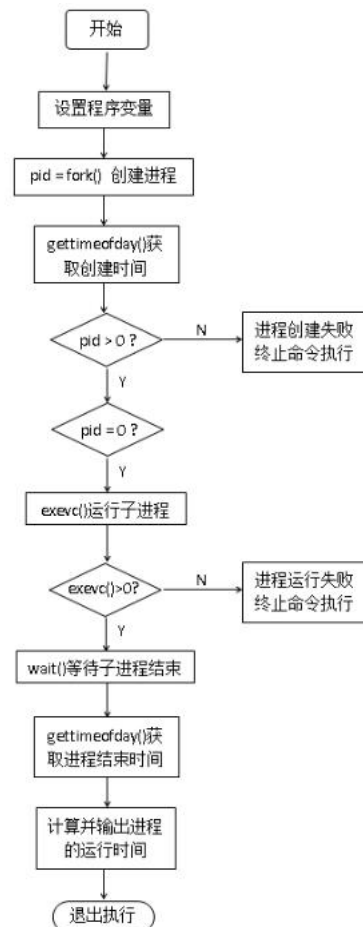 开始
设置程序变量
pid =fork() 创建进程
gettimeofday()获
取创建时间
pid > 0 ?
N
进程创建失败
终止命令执行
Y
pid = 0 ?
Y
exevc()运行子进程
exevc()>0?
N
进程运行失败
终止命令执行
Y
wait()等待子进程结束
gettimeofday()获
取进程结束时间
计算并输出进程
的运行时间
退出执行